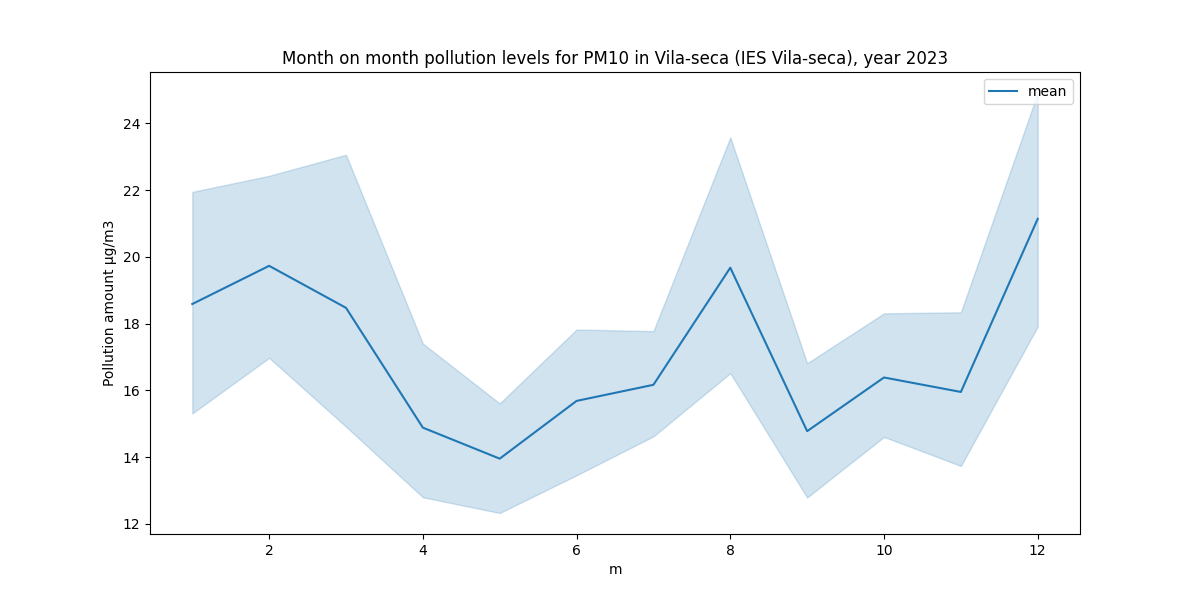 Month on month pollution levels for PM10 in Vila-seca (IES Vila-seca), year 2023
mean
Pollution amount µg/m3
24
22
20
18
16
14
12
2 4 6 8 10 12
m